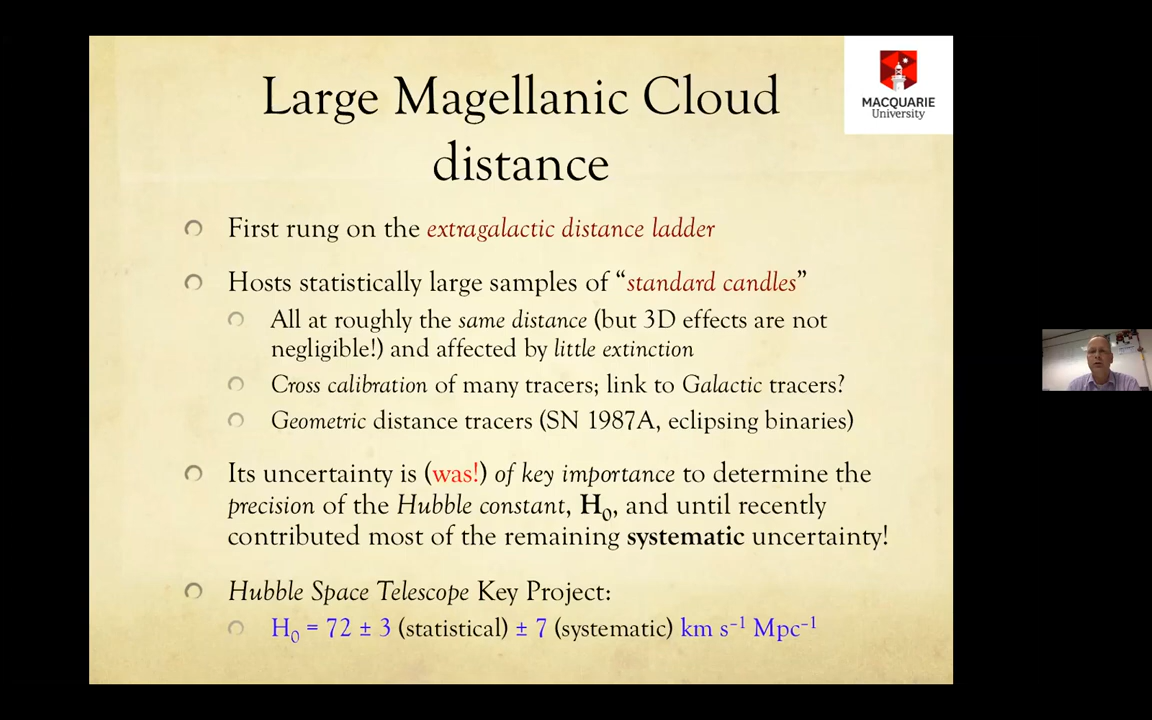 Large Magellanic Cloud
distance
MACQUARIE
University
First rung on the extragalactic distance ladder
Hosts statistically large samples of “standard candles”
All at roughly the same distance (but 3D effects are not
negligible!) and affected by little extinction
Cross calibration of many tracers; link to Galactic tracers?
Geometric distance tracers (SN 1987A, eclipsing binaries)
Its uncertainty is (was!) of key importance to determine the
precision of the Hubble constant, H₀, and until recently
contributed most of the remaining systematic uncertainty!
Hubble Space Telescope Key Project:
H₀ = 72 ± 3 (statistical) ± 7 (systematic) km s⁻¹ Mpc⁻¹